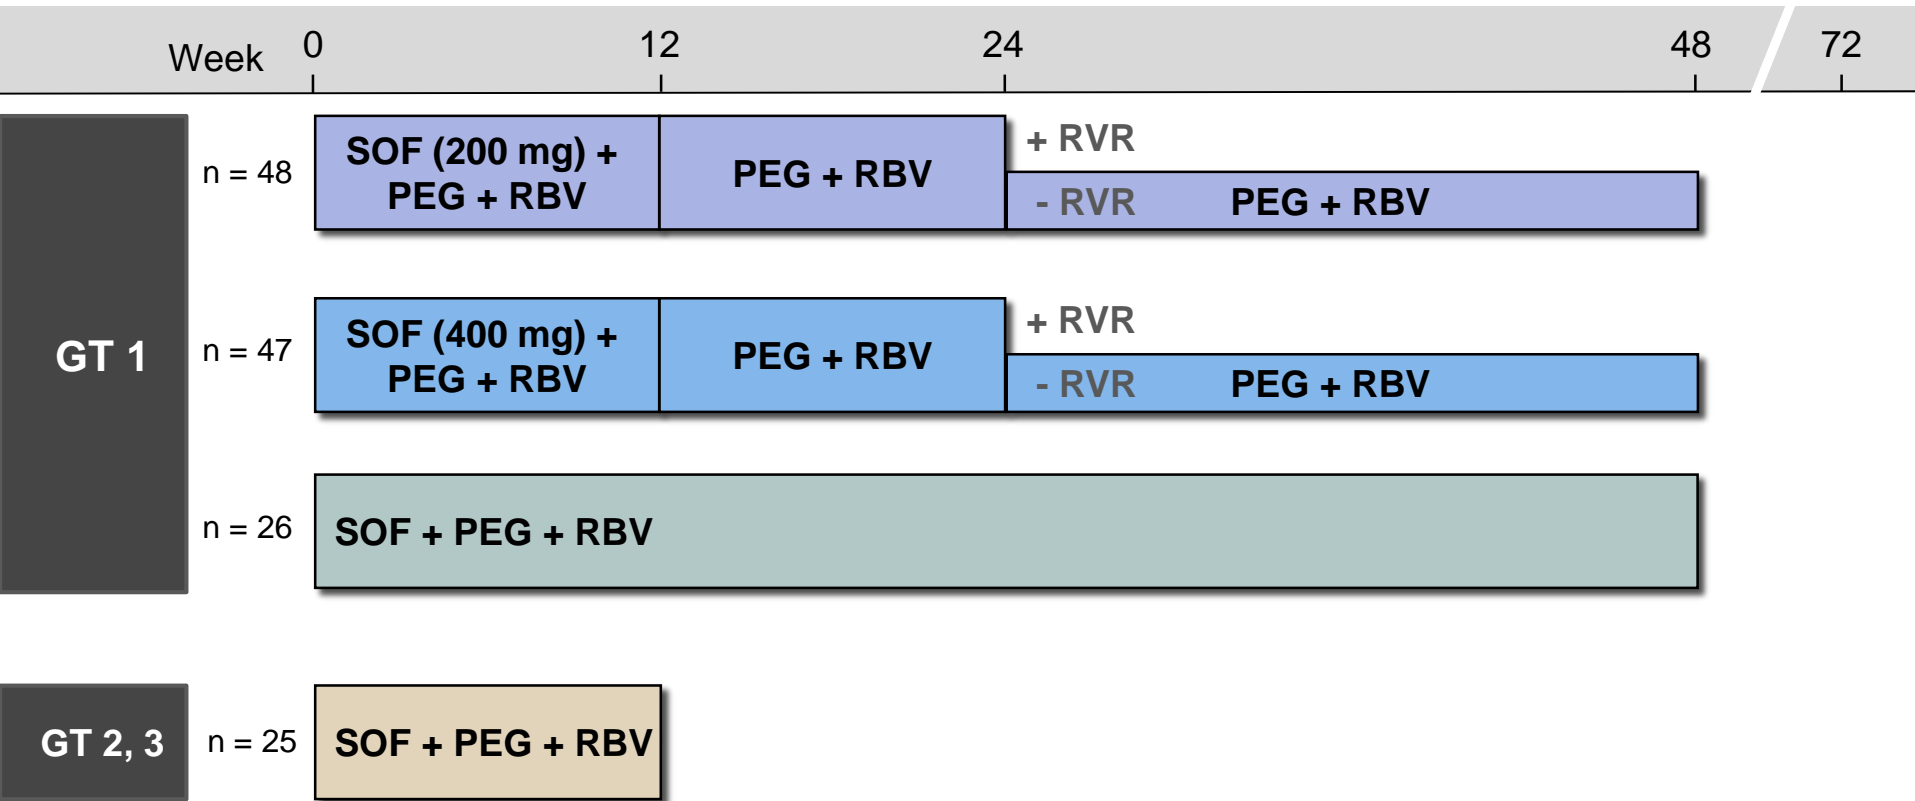 Week 0 12 24 48 72
GT 1
n = 48
SOF (200 mg) +
PEG + RBV
PEG + RBV
+ RVR
- RVR PEG + RBV
n = 47
SOF (400 mg) +
PEG + RBV
PEG + RBV
+ RVR
- RVR PEG + RBV
n = 26
SOF + PEG + RBV
GT 2, 3
n = 25
SOF + PEG + RBV